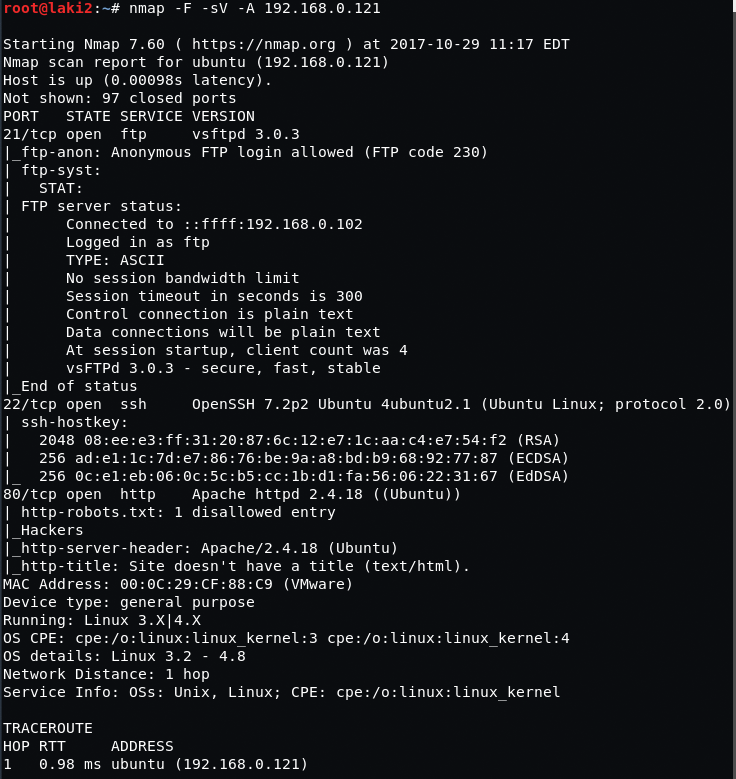 root@laki2:~# nmap -F -sV -A 192.168.0.121

Starting Nmap 7.60 ( https://nmap.org ) at 2017-10-29 11:17 EDT
Nmap scan report for ubuntu (192.168.0.121)
Host is up (0.00098s latency).
Not shown: 97 closed ports
PORT   STATE SERVICE VERSION
21/tcp open  ftp     vsftpd 3.0.3
|_ftp-anon: Anonymous FTP login allowed (FTP code 230)
| ftp-syst:
|   STAT:
| FTP server status:
|      Connected to ::ffff:192.168.0.102
|      Logged in as ftp
|      TYPE: ASCII
|      No session bandwidth limit
|      Session timeout in seconds is 300
|      Control connection is plain text
|      Data connections will be plain text
|      At session startup, client count was 4
|      vsFTPd 3.0.3 - secure, fast, stable
|_End of status
22/tcp open  ssh     OpenSSH 7.2p2 Ubuntu 4ubuntu2.1 (Ubuntu Linux; protocol 2.0)
| ssh-hostkey:
|   2048 08:ee:e3:ff:31:20:87:6c:12:e7:1c:aa:c4:e7:54:f2 (RSA)
|   256 ad:e1:1c:7d:e7:86:76:be:9a:a8:bd:b9:68:92:77:87 (ECDSA)
|_  256 0c:e1:eb:06:0c:5c:b5:cc:1b:d1:fa:56:06:22:31:67 (EdDSA)
80/tcp open  http    Apache httpd 2.4.18 ((Ubuntu))
| http-robots.txt: 1 disallowed entry
|_Hackers
|_http-server-header: Apache/2.4.18 (Ubuntu)
|_http-title: Site doesn't have a title (text/html).
MAC Address: 00:0C:29:CF:88:C9 (VMware)
Device type: general purpose
Running: Linux 3.X|4.X
OS CPE: cpe:/o:linux:linux_kernel:3 cpe:/o:linux:linux_kernel:4
OS details: Linux 3.2 - 4.8
Network Distance: 1 hop
Service Info: OSs: Unix, Linux; CPE: cpe:/o:linux:linux_kernel

TRACEROUTE
HOP RTT     ADDRESS
1   0.98 ms ubuntu (192.168.0.121)